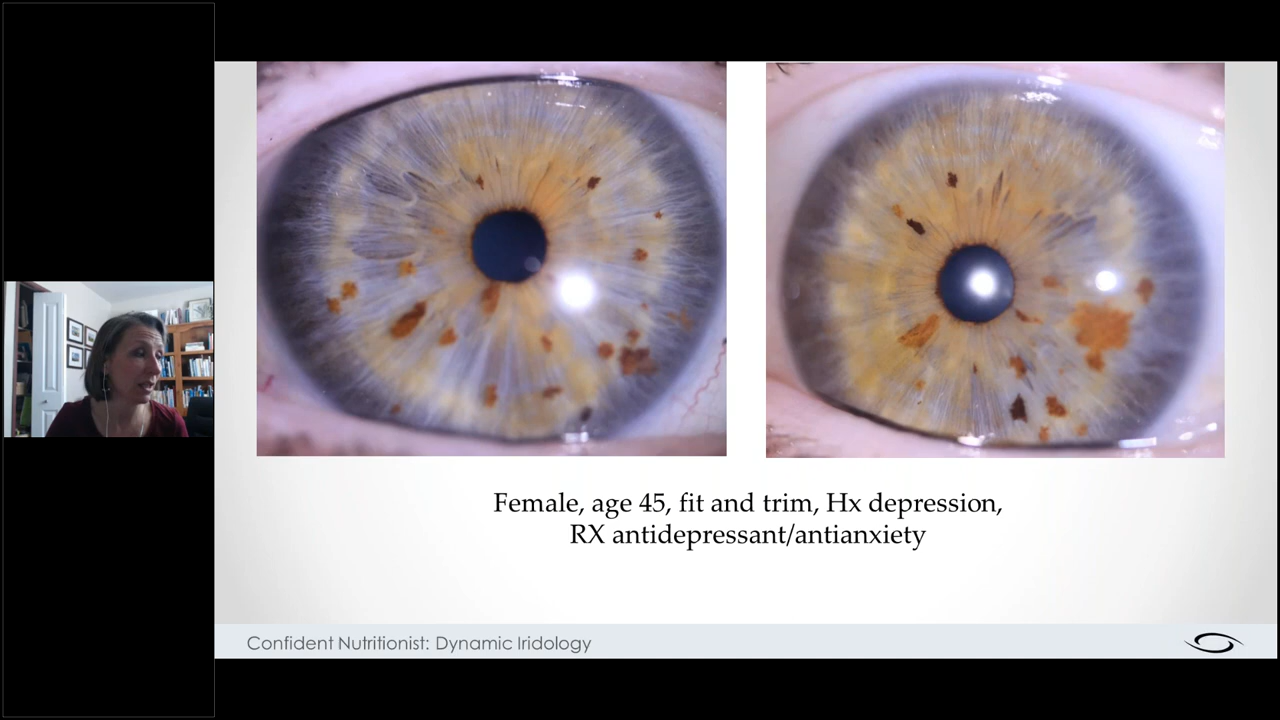 Female, age 45, fit and trim, Hx depression,
RX antidepressant/antianxiety
Confident Nutritionist: Dynamic Iridology